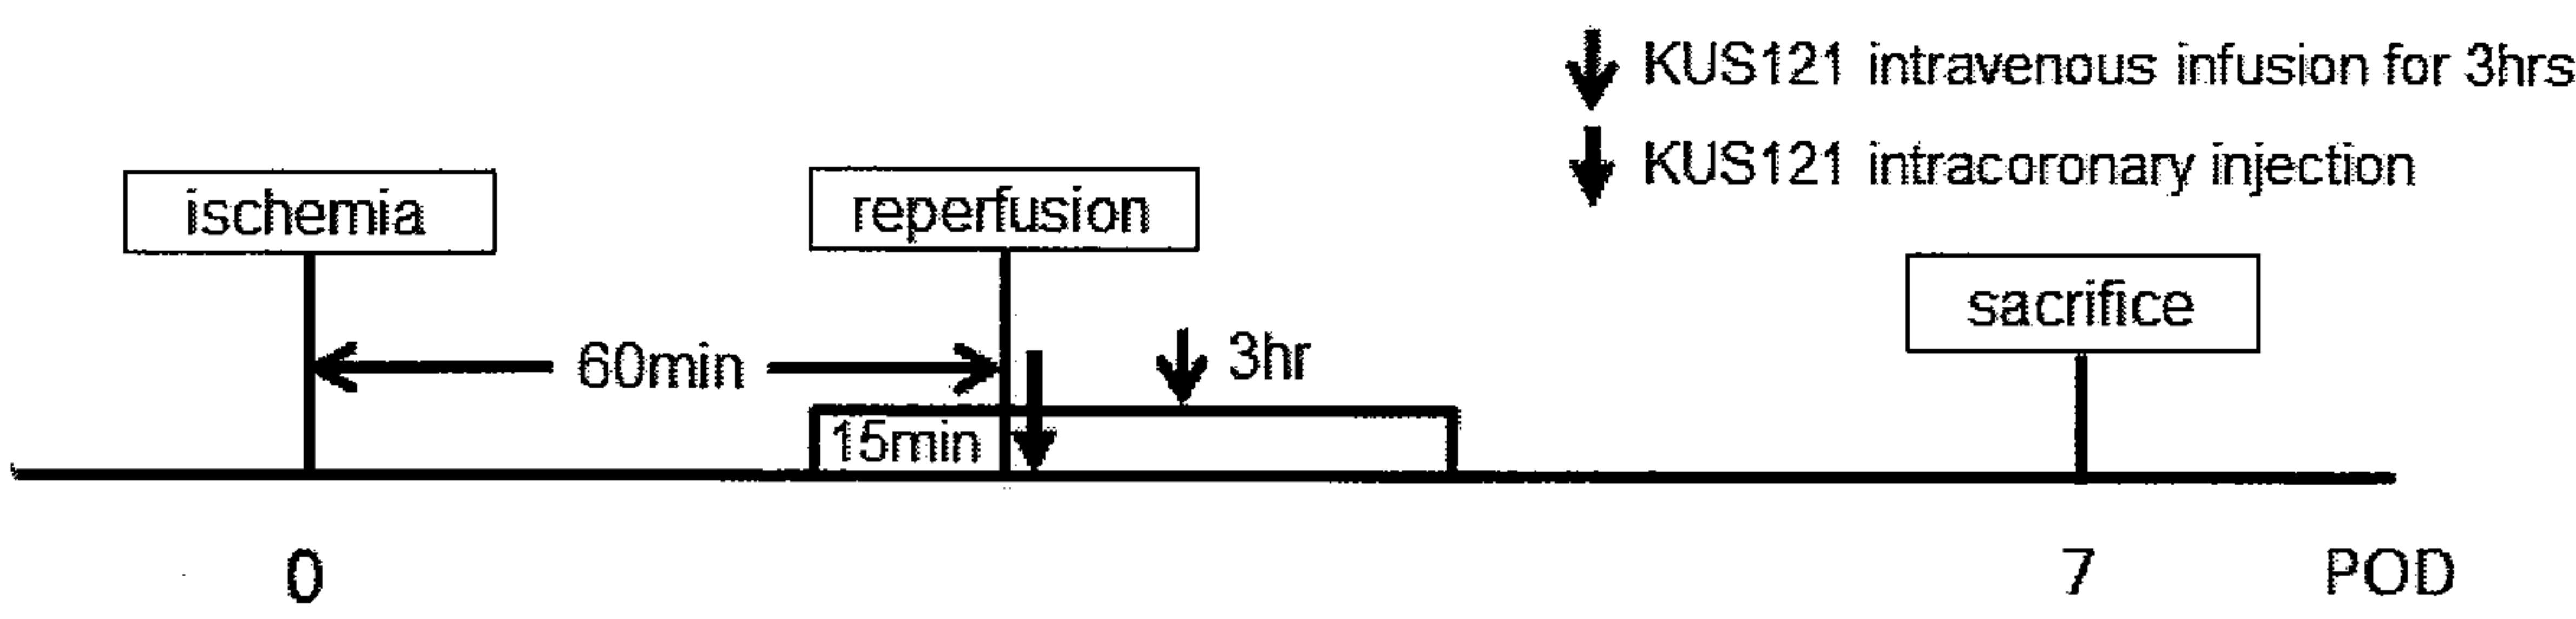 KUS121 intravenous infusion for 3hrs
KUS121 intracoronary injection
ischemia
reperfusion
sacrifice
60min
3hr
15min
0
7
POD